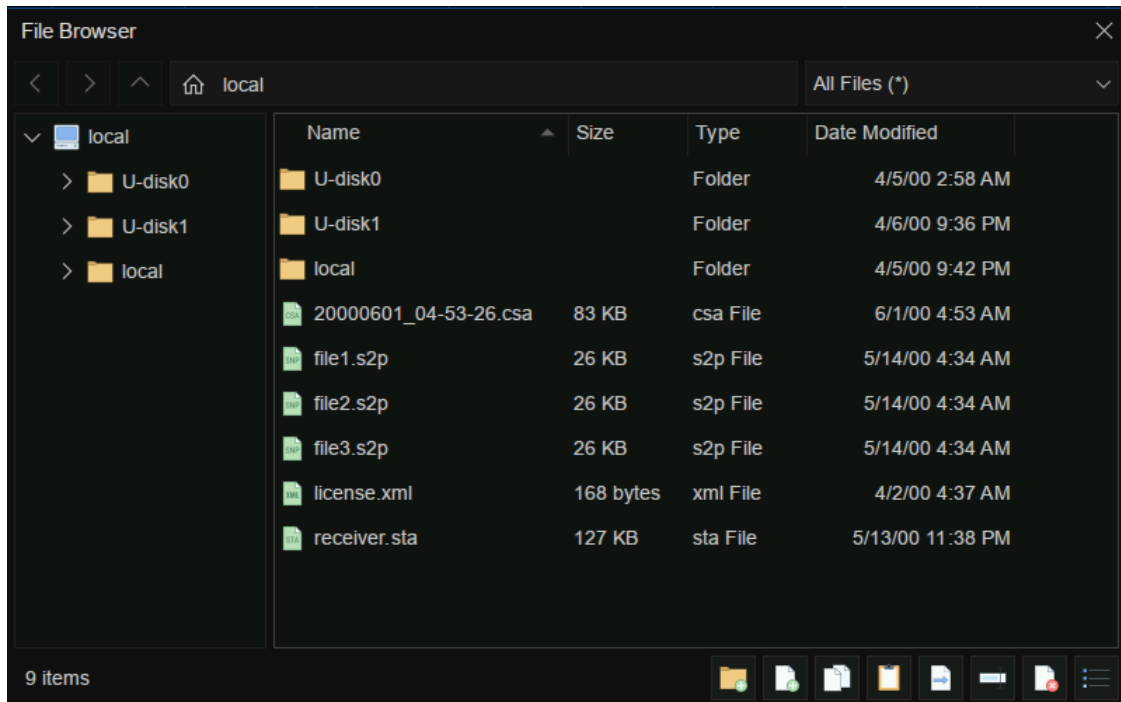 File Browser
local
All Files (*)
local
U-disk0
U-disk1
local
Name Size Type Date Modified
U-disk0 Folder 4/5/00 2:58 AM
U-disk1 Folder 4/6/00 9:36 PM
local Folder 4/5/00 9:42 PM
CSA 20000601_04-53-26.csa 83 KB csa File 6/1/00 4:53 AM
SNP file1.s2p 26 KB s2p File 5/14/00 4:34 AM
SNP file2.s2p 26 KB s2p File 5/14/00 4:34 AM
SNP file3.s2p 26 KB s2p File 5/14/00 4:34 AM
XML license.xml 168 bytes xml File 4/2/00 4:37 AM
STA receiver.sta 127 KB sta File 5/13/00 11:38 PM
9 items